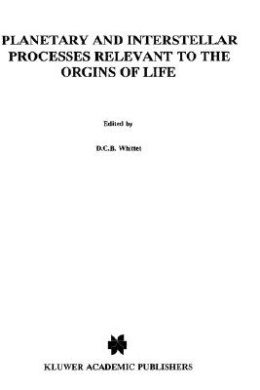 PLANETARY AND INTERSTELLAR
PROCESSES RELEVANT TO THE
ORGINS OF LIFE
Edited by
D.C.B. Whittet
KLUWER ACADEMIC PUBLISHERS